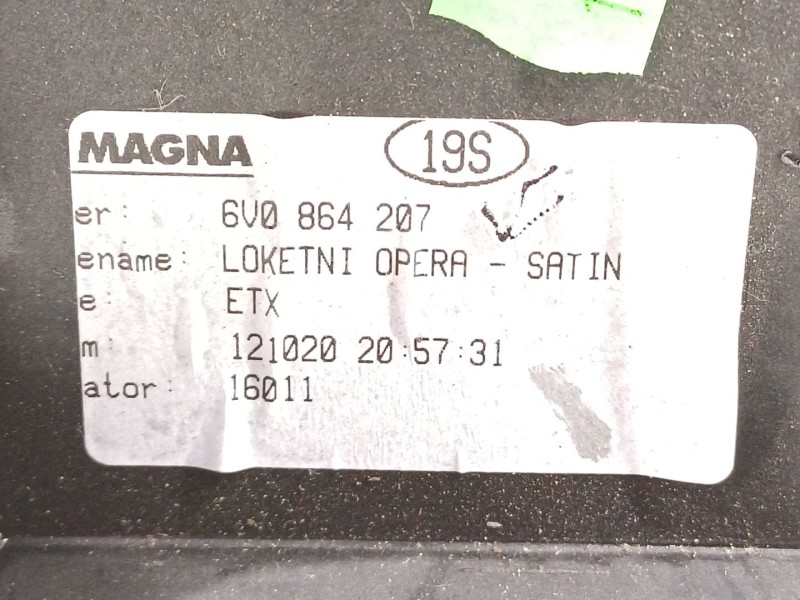 MAGNA 19S
er: 6V0 864 207
ename: LOKETNI OPERA - SATIN
e: ETX
m: 121020 20:57:31
ator: 16011